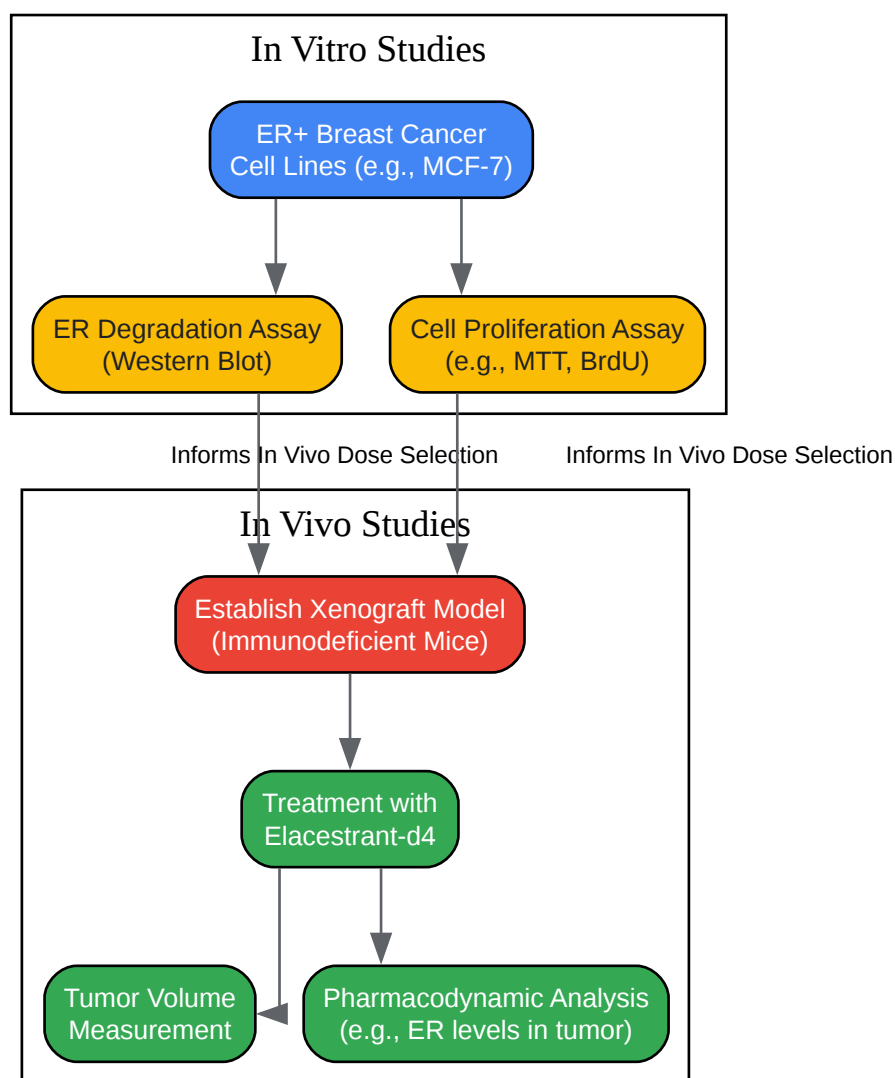 In Vitro Studies
ER+ Breast Cancer
Cell Lines (e.g., MCF-7)
ER Degradation Assay
(Western Blot)
Cell Proliferation Assay
(e.g., MTT, BrdU)
Informs In Vivo Dose Selection
Informs In Vivo Dose Selection
In Vivo Studies
Establish Xenograft Model
(Immunodeficient Mice)
Treatment with
Elacestrant-d4
Tumor Volume
Measurement
Pharmacodynamic Analysis
(e.g., ER levels in tumor)